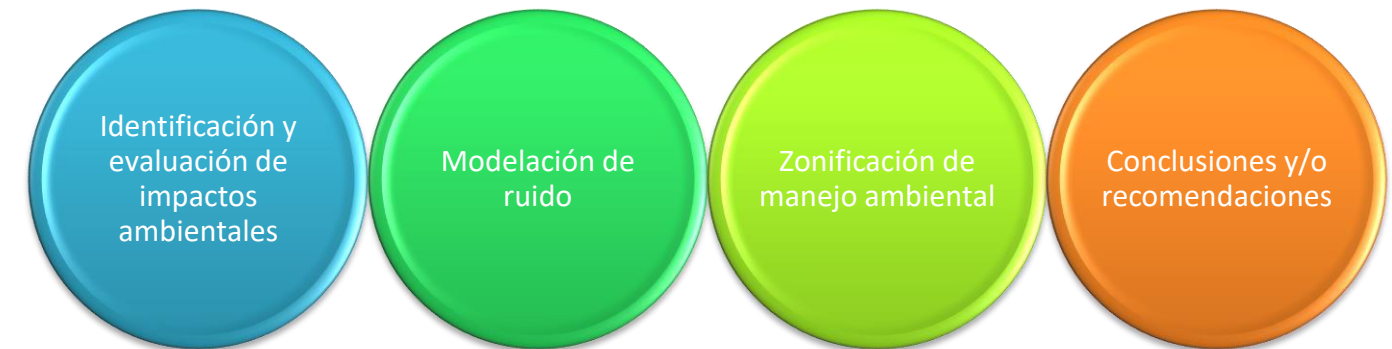 Identificación y
evaluación de
impactos
ambientales
Modelación de
ruido
Zonificación de
manejo ambiental
Conclusiones y/o
recomendaciones